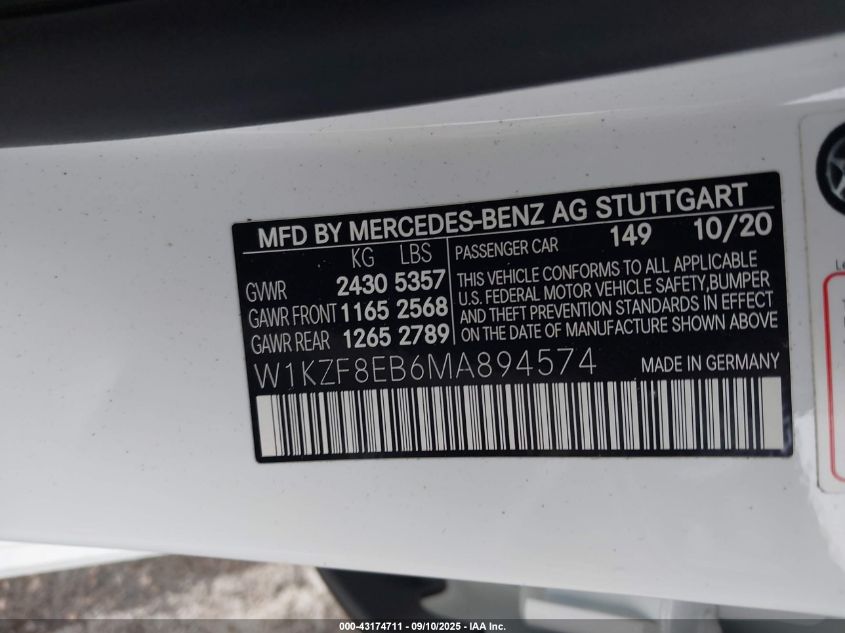 MFD BY MERCEDES-BENZ AG STUTTGART
KG LBS
GVWR 2430 5357
GAWR FRONT 1165 2568
GAWR REAR 1265 2789
PASSENGER CAR 149 10/20
THIS VEHICLE CONFORMS TO ALL APPLICABLE
U.S. FEDERAL MOTOR VEHICLE SAFETY,BUMPER
AND THEFT PREVENTION STANDARDS IN EFFECT
ON THE DATE OF MANUFACTURE SHOWN ABOVE
W1KZF8EB6MA894574
MADE IN GERMANY
000-43174711 - 09/10/2025 - IAA Inc.